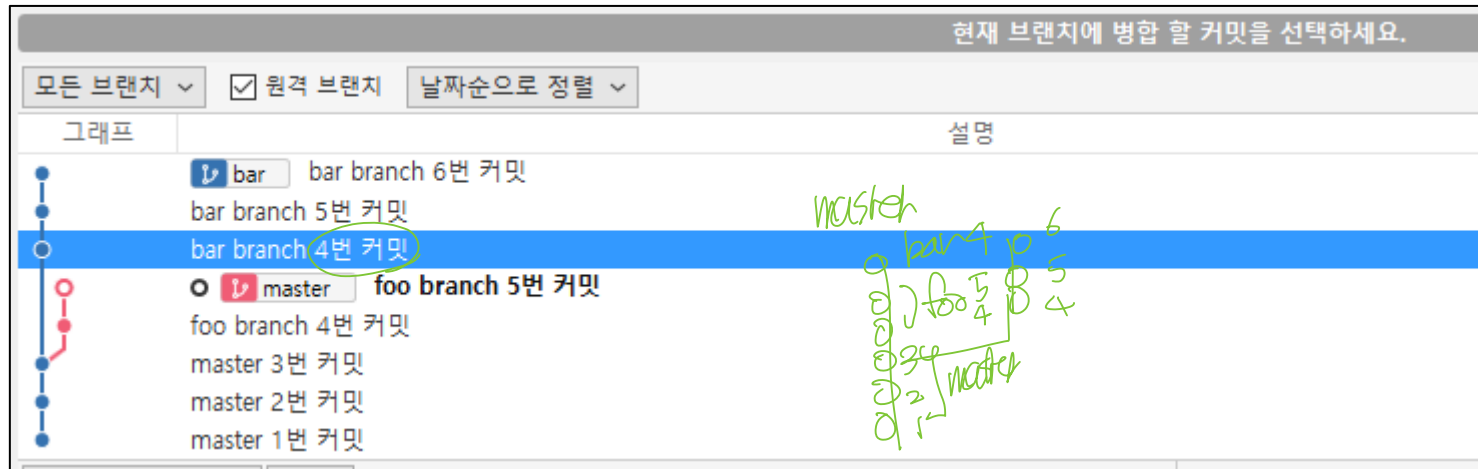 현재 브랜치에 병합 할 커밋을 선택하세요.
모든 브랜치 원격 브랜치 날짜순으로 정렬
그래프 설명
bar bar branch 6번 커밋
bar branch 5번 커밋
bar branch 4번 커밋
master foo branch 5번 커밋
foo branch 4번 커밋
master 3번 커밋
master 2번 커밋
master 1번 커밋
master
bar 4 6
foo 5 5
4 4
3
2 master
1